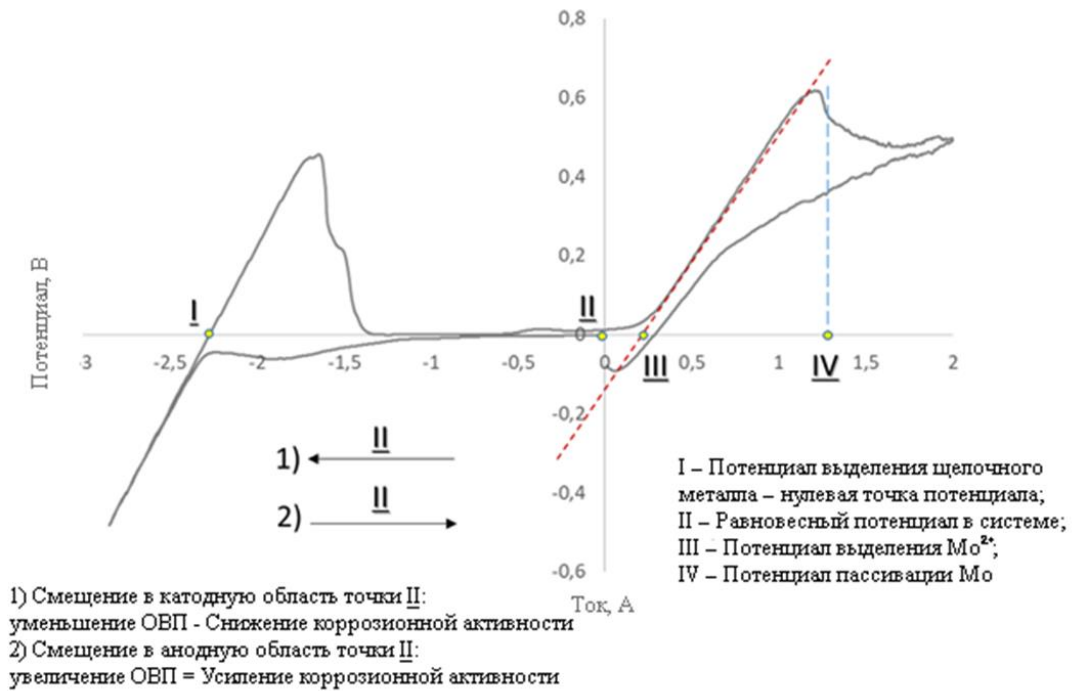 0,8
0,6
0,4
0,2
0
-0,2
-0,4
-0,6
-3
-2,5
-2
-1,5
-1
-0,5
0
0,5
1
1,5
2
Потенциал, В
Ток, А
I
II
III
IV
1) II
2) II
I – Потенциал выделения щелочного
металла – нулевая точка потенциала;
II – Равновесный потенциал в системе;
III – Потенциал выделения Mo²⁺;
IV – Потенциал пассивации Mo
1) Смещение в катодную область точки II:
уменьшение ОВП - Снижение коррозионной активности
2) Смещение в анодную область точки II:
увеличение ОВП = Усиление коррозионной активности